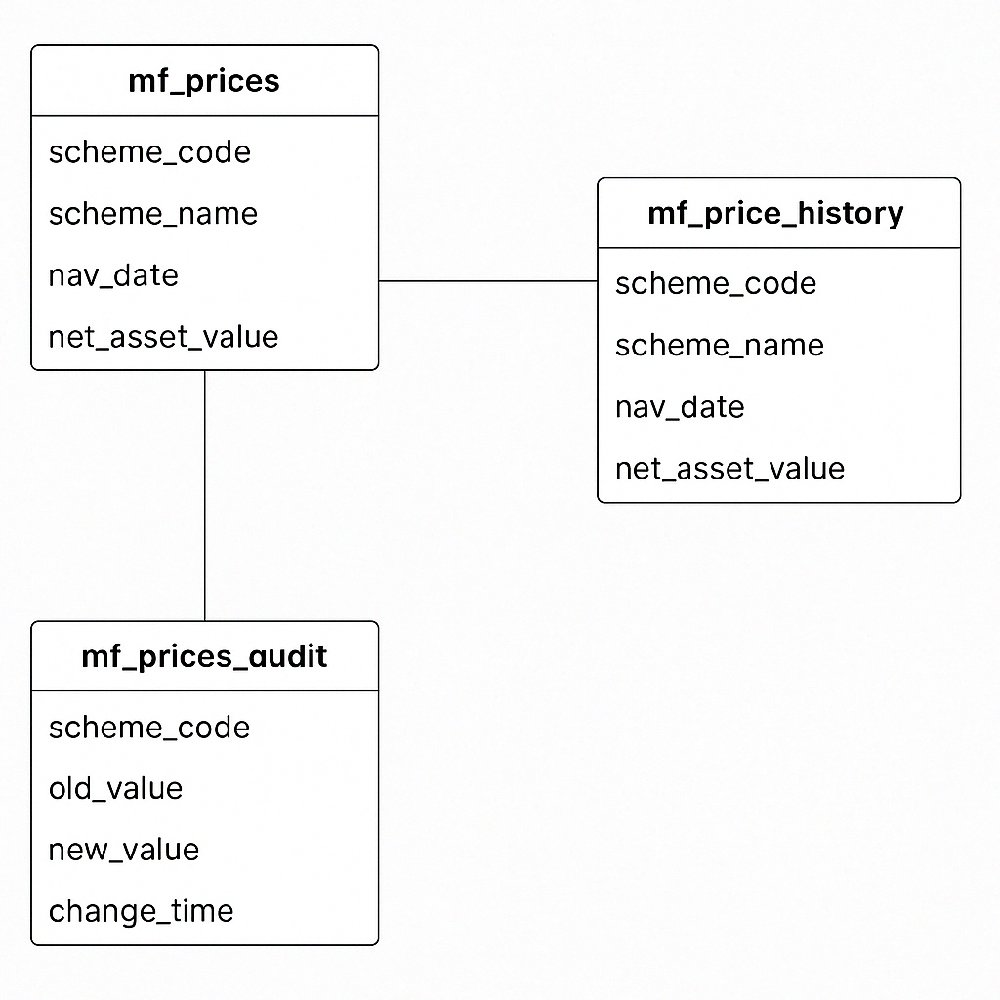 mf_prices
scheme_code
scheme_name
nav_date
net_asset_value
mf_price_history
scheme_code
scheme_name
nav_date
net_asset_value
mf_prices_audit
scheme_code
old_value
new_value
change_time